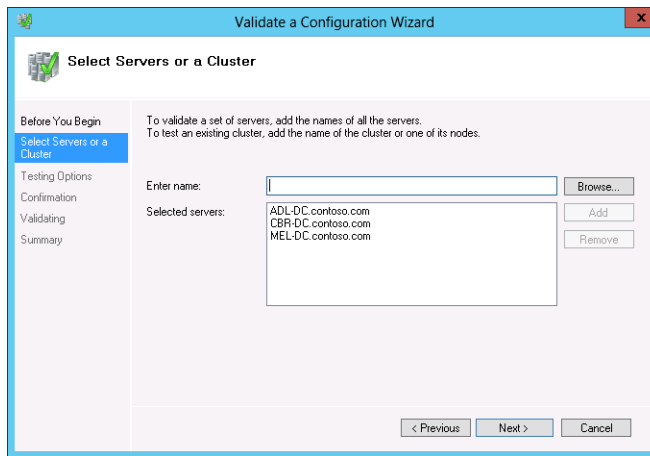 Validate a Configuration Wizard
x
Select Servers or a Cluster
Before You Begin
Select Servers or a
Cluster
Testing Options
Confirmation
Validating
Summary
To validate a set of servers, add the names of all the servers.
To test an existing cluster, add the name of the cluster or one of its nodes.
Enter name:
Browse...
Selected servers:
ADL-DC.contoso.com
CBR-DC.contoso.com
MEL-DC.contoso.com
Add
Remove
< Previous
Next >
Cancel